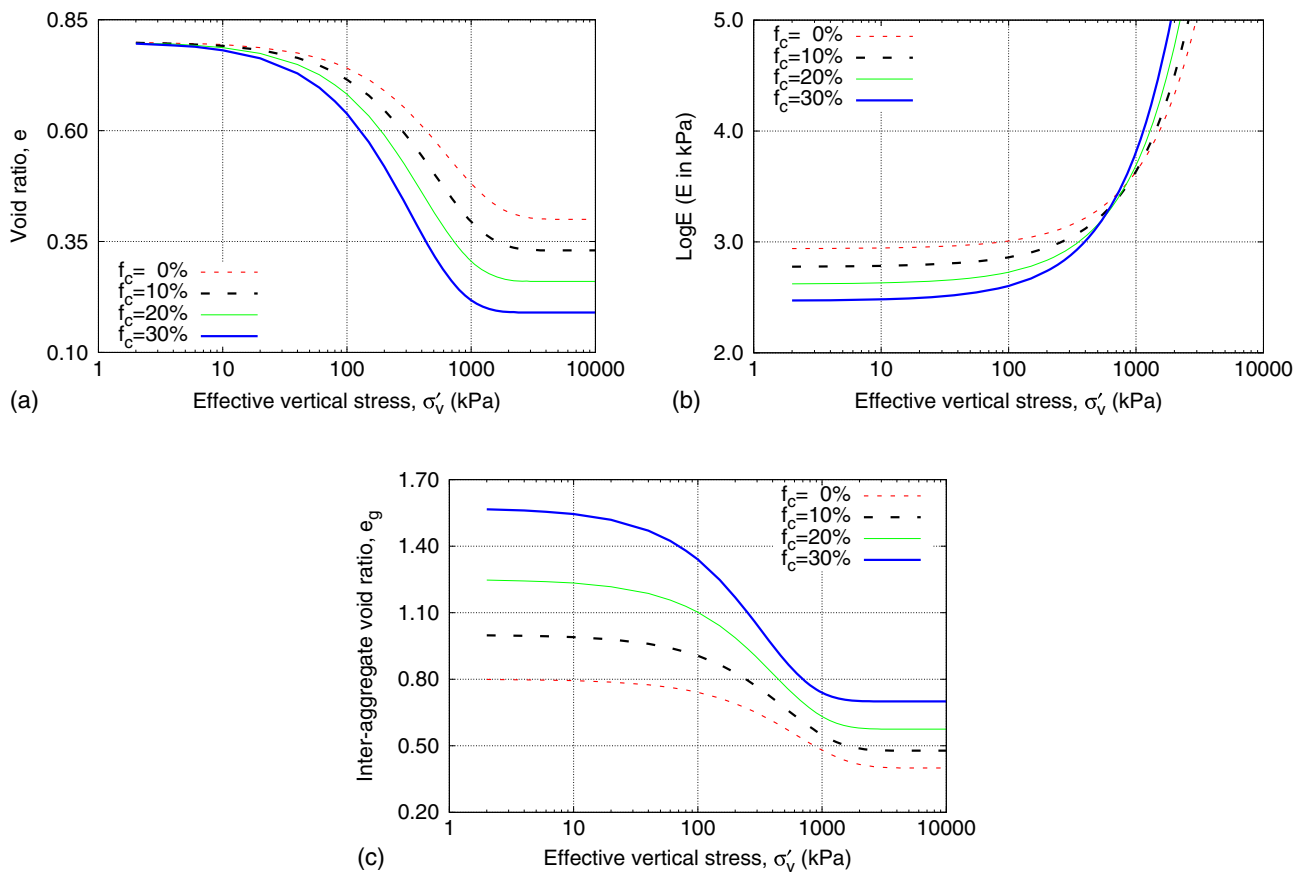 0.85
0.60
0.35
0.10
Void ratio, e
f_c= 0%
f_c=10%
f_c=20%
f_c=30%
1 10 100 1000 10000
(a) Effective vertical stress, σ′_v (kPa)
5.0
4.0
3.0
2.0
LogE (E in kPa)
f_c= 0%
f_c=10%
f_c=20%
f_c=30%
1 10 100 1000 10000
(b) Effective vertical stress, σ′_v (kPa)
1.70
1.40
1.10
0.80
0.50
0.20
Inter-aggregate void ratio, e_g
f_c= 0%
f_c=10%
f_c=20%
f_c=30%
1 10 100 1000 10000
(c) Effective vertical stress, σ′_v (kPa)